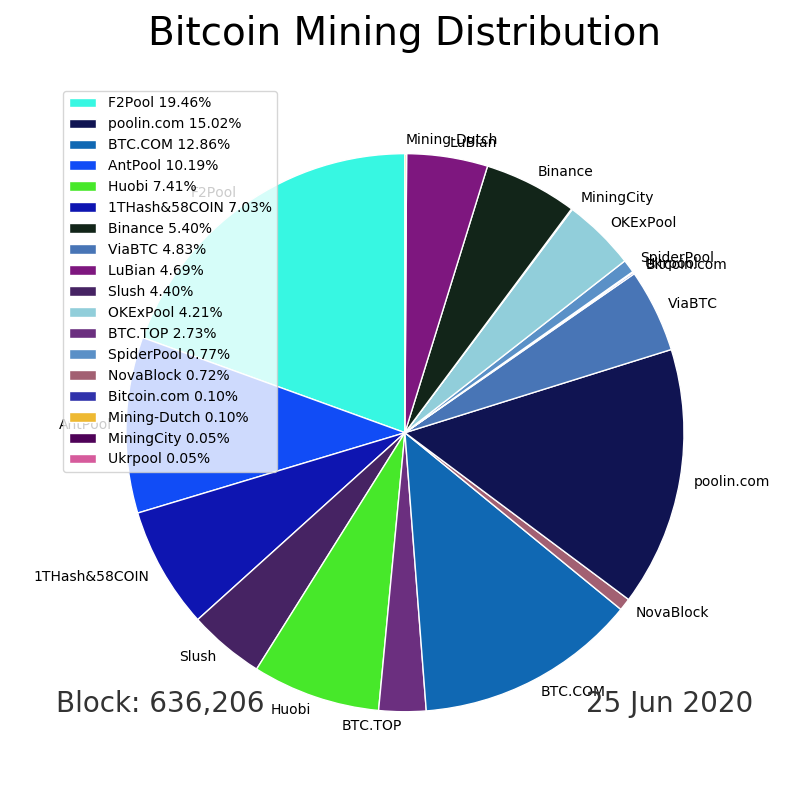 Bitcoin Mining Distribution
F2Pool 19.46%
poolin.com 15.02%
BTC.COM 12.86%
AntPool 10.19%
Huobi 7.41%
1THash&58COIN 7.03%
Binance 5.40%
ViaBTC 4.83%
LuBian 4.69%
Slush 4.40%
OKExPool 4.21%
BTC.TOP 2.73%
SpiderPool 0.77%
NovaBlock 0.72%
Bitcoin.com 0.10%
Mining-Dutch 0.10%
MiningCity 0.05%
Ukrpool 0.05%
Mining-Dutch
LuBian
Binance
MiningCity
OKExPool
SpiderPool
Ukrpool
Bitcoin.com
ViaBTC
poolin.com
NovaBlock
BTC.COM
BTC.TOP
Huobi
Slush
1THash&58COIN
AntPool
F2Pool
Block: 636,206
25 Jun 2020